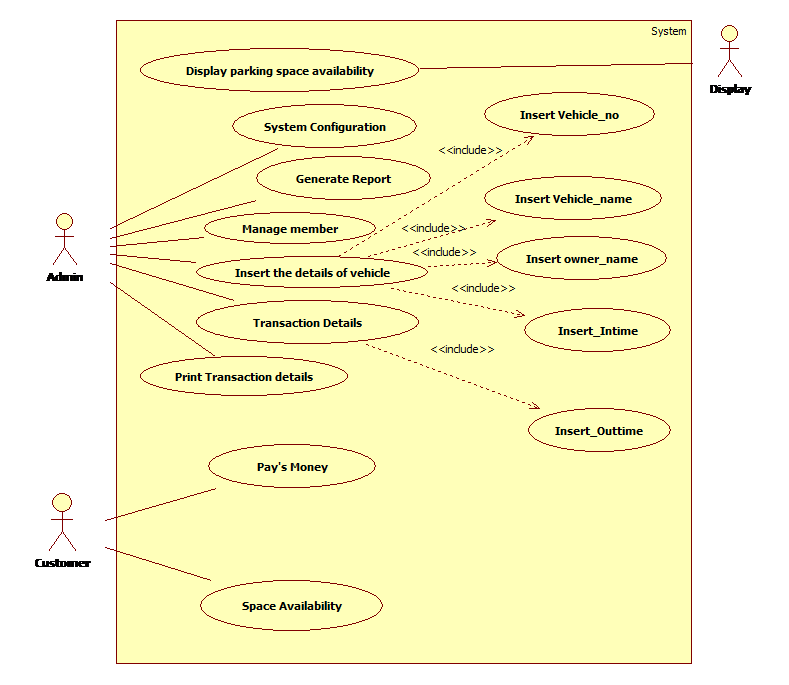 System
Display parking space availability
Display
Insert Vehicle_no
System Configuration
<<include>>
Generate Report
Insert Vehicle_name
Manage member
<<include>>
<<include>>
Insert owner_name
Admin
Insert the details of vehicle
<<include>>
Transaction Details
Insert_Intime
<<include>>
Print Transaction details
Insert_Outtime
Pay's Money
Customer
Space Availability